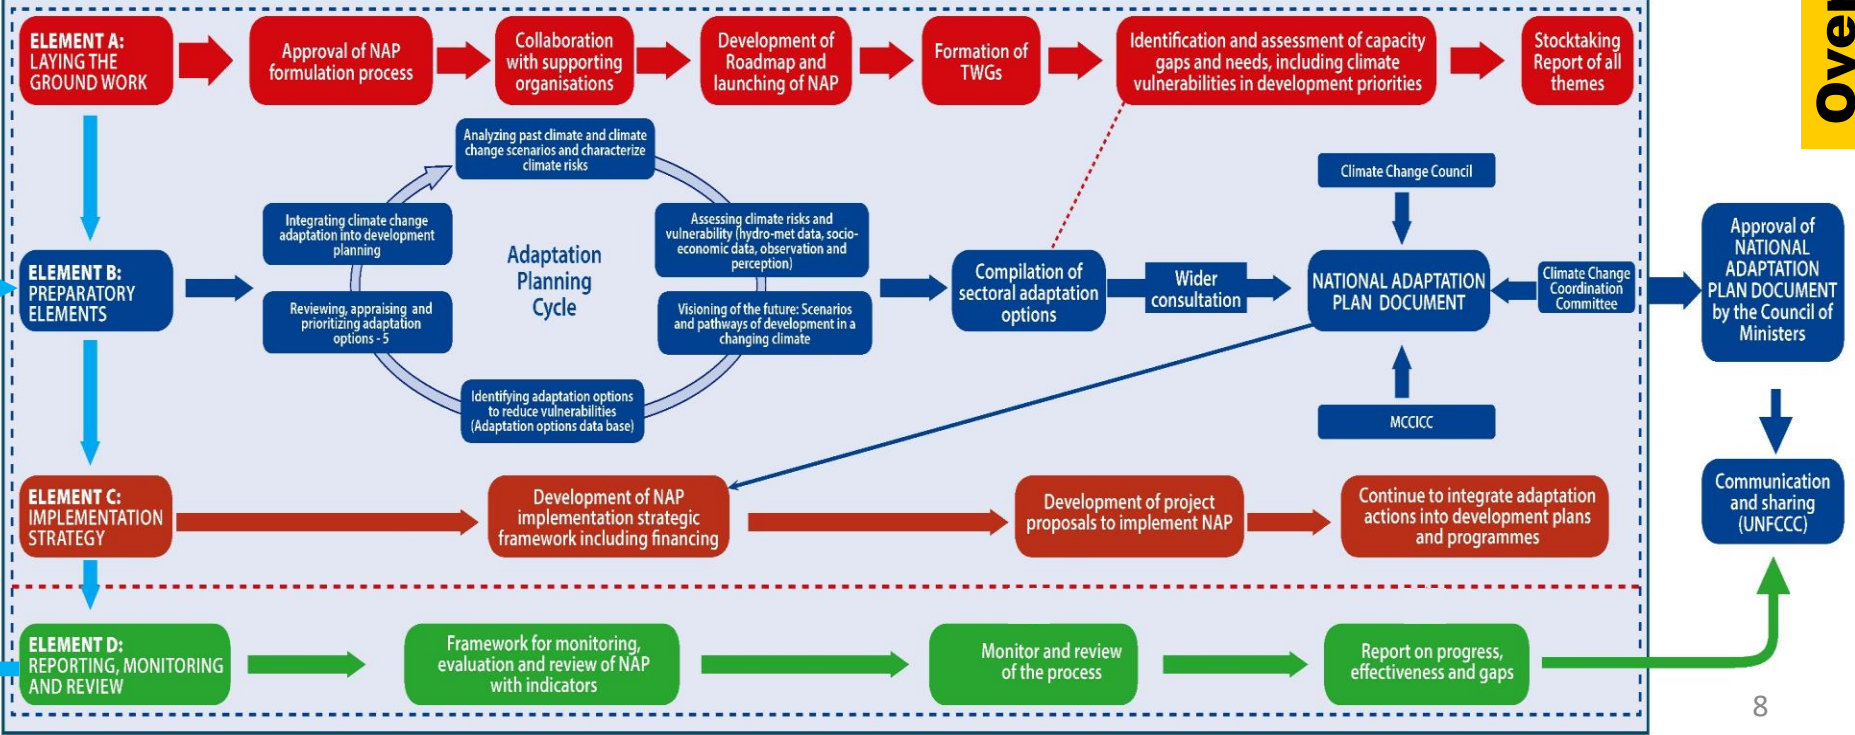 ELEMENT A:
LAYING THE
GROUND WORK
Approval of NAP
formulation process
Collaboration
with supporting
organisations
Development of
Roadmap and
launching of NAP
Formation of
TWGs
Identification and assessment of capacity
gaps and needs, including climate
vulnerabilities in development priorities
Stocktaking
Report of all
themes
ELEMENT B:
PREPARATORY
ELEMENTS
Adaptation
Planning
Cycle
Analyzing past climate and climate
change scenarios and characterize
climate risks
Assessing climate risks and
vulnerability (hydro-met data, socio-
economic data, observation and
perception)
Visioning of the future: Scenarios
and pathways of development in a
changing climate
Identifying adaptation options
to reduce vulnerabilities
(Adaptation options data base)
Reviewing, appraising and
prioritizing adaptation
options - 5
Integrating climate change
adaptation into development
planning
Compilation of
sectoral adaptation
options
Wider
consultation
Climate Change Council
NATIONAL ADAPTATION
PLAN DOCUMENT
MCCICC
Climate Change
Coordination
Committee
Approval of
NATIONAL
ADAPTATION
PLAN DOCUMENT
by the Council of
Ministers
Communication
and sharing
(UNFCCC)
ELEMENT C:
IMPLEMENTATION
STRATEGY
Development of NAP
implementation strategic
framework including financing
Development of project
proposals to implement NAP
Continue to integrate adaptation
actions into development plans
and programmes
ELEMENT D:
REPORTING, MONITORING
AND REVIEW
Framework for monitoring,
evaluation and review of NAP
with indicators
Monitor and review
of the process
Report on progress,
effectiveness and gaps
8